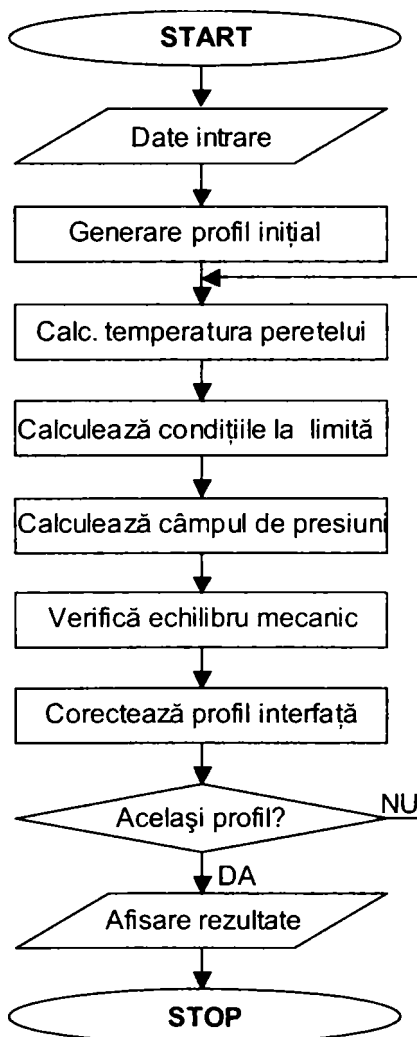 START
Date intrare
Generare profil inițial
Calc. temperatura peretelui
Calculează condițiile la limită
Calculează câmpul de presiuni
Verifică echilibru mecanic
Corectează profil interfață
Același profil?
NU
DA
Afisare rezultate
STOP